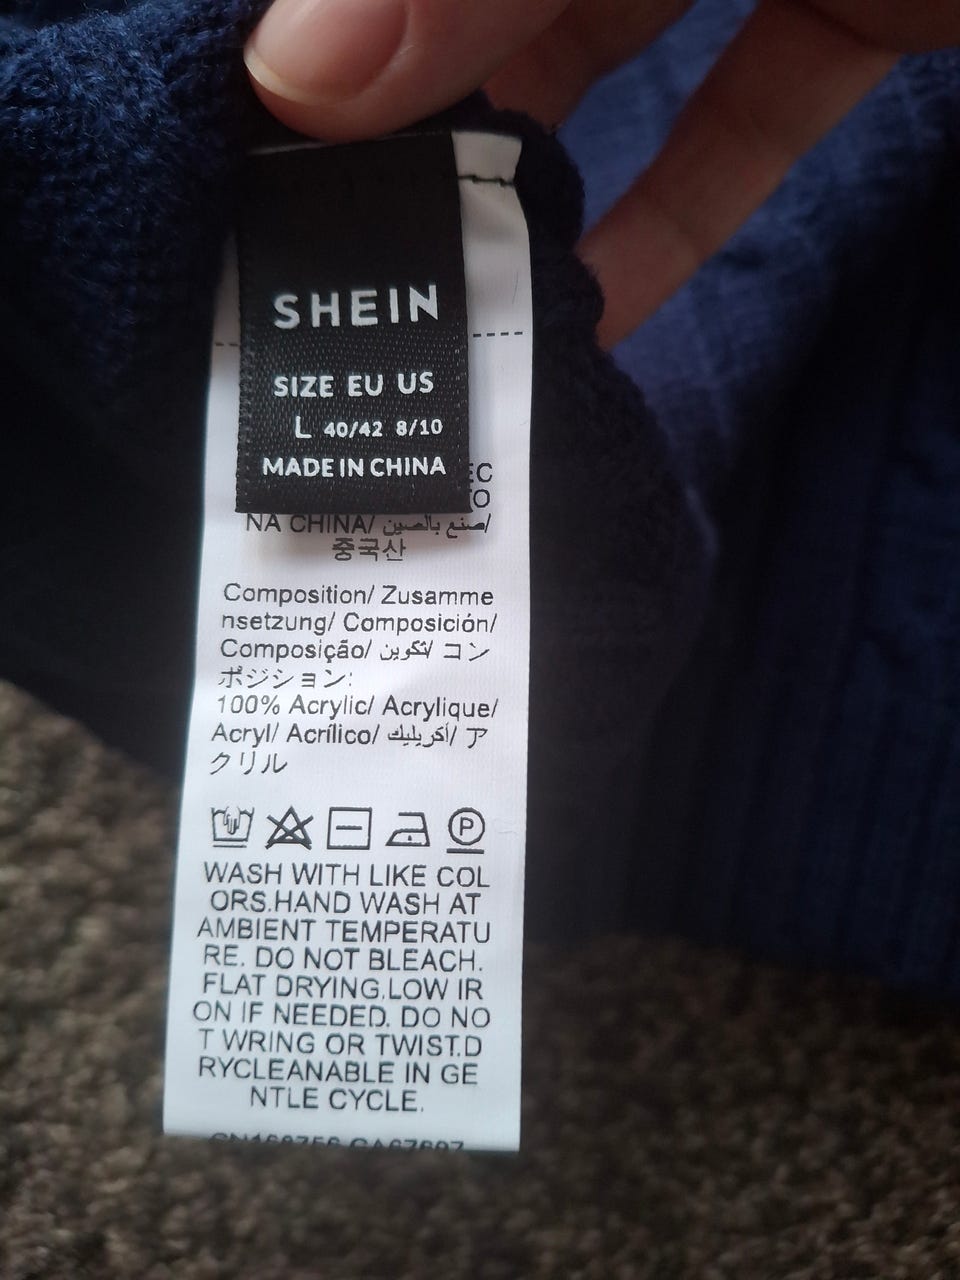 SHEIN
SIZE EU US
L 40/42 8/10
MADE IN CHINA
NA CHINA/ صنع بالصين/
중국산
Composition/ Zusamme
nsetzung/ Composición/
Composição/ تكوين/ コン
ポジション:
100% Acrylic/ Acrylique/
Acryl/ Acrílico/ أكريليك/ ア
クリル
P
WASH WITH LIKE COL
ORS.HAND WASH AT
AMBIENT TEMPERATU
RE. DO NOT BLEACH.
FLAT DRYING.LOW IR
ON IF NEEDED. DO NO
T WRING OR TWIST.D
RYCLEANABLE IN GE
NTLE CYCLE.